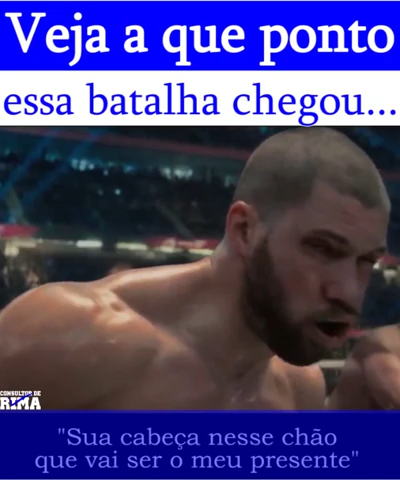 Veja a que ponto
essa batalha chegou...
CONSULTOR DE
RIMA
"Sua cabeça nesse chão
que vai ser o meu presente"